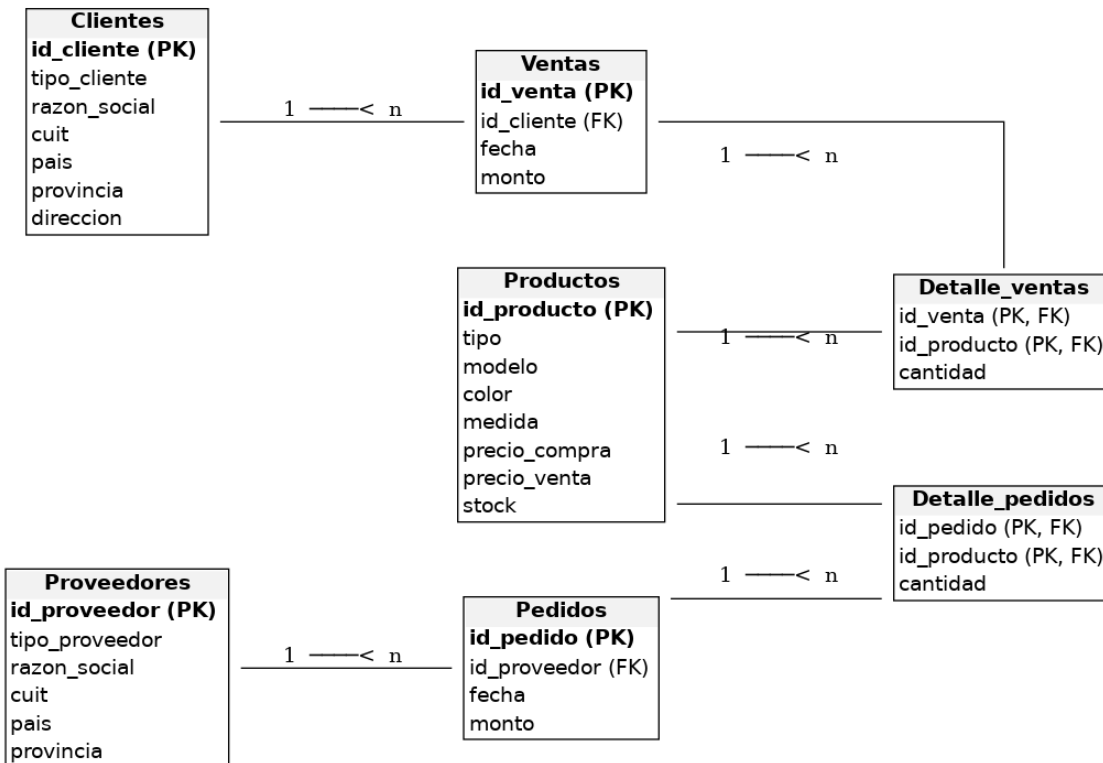 Clientes
id_cliente (PK)
tipo_cliente
razon_social
cuit
pais
provincia
direccion
1 ────< n
Ventas
id_venta (PK)
id_cliente (FK)
fecha
monto
1 ────< n
Productos
id_producto (PK)
tipo
modelo
color
medida
precio_compra
precio_venta
stock
1 ────< n
Detalle_ventas
id_venta (PK, FK)
id_producto (PK, FK)
cantidad
1 ────< n
Detalle_pedidos
id_pedido (PK, FK)
id_producto (PK, FK)
cantidad
1 ────< n
Proveedores
id_proveedor (PK)
tipo_proveedor
razon_social
cuit
pais
provincia
1 ────< n
Pedidos
id_pedido (PK)
id_proveedor (FK)
fecha
monto